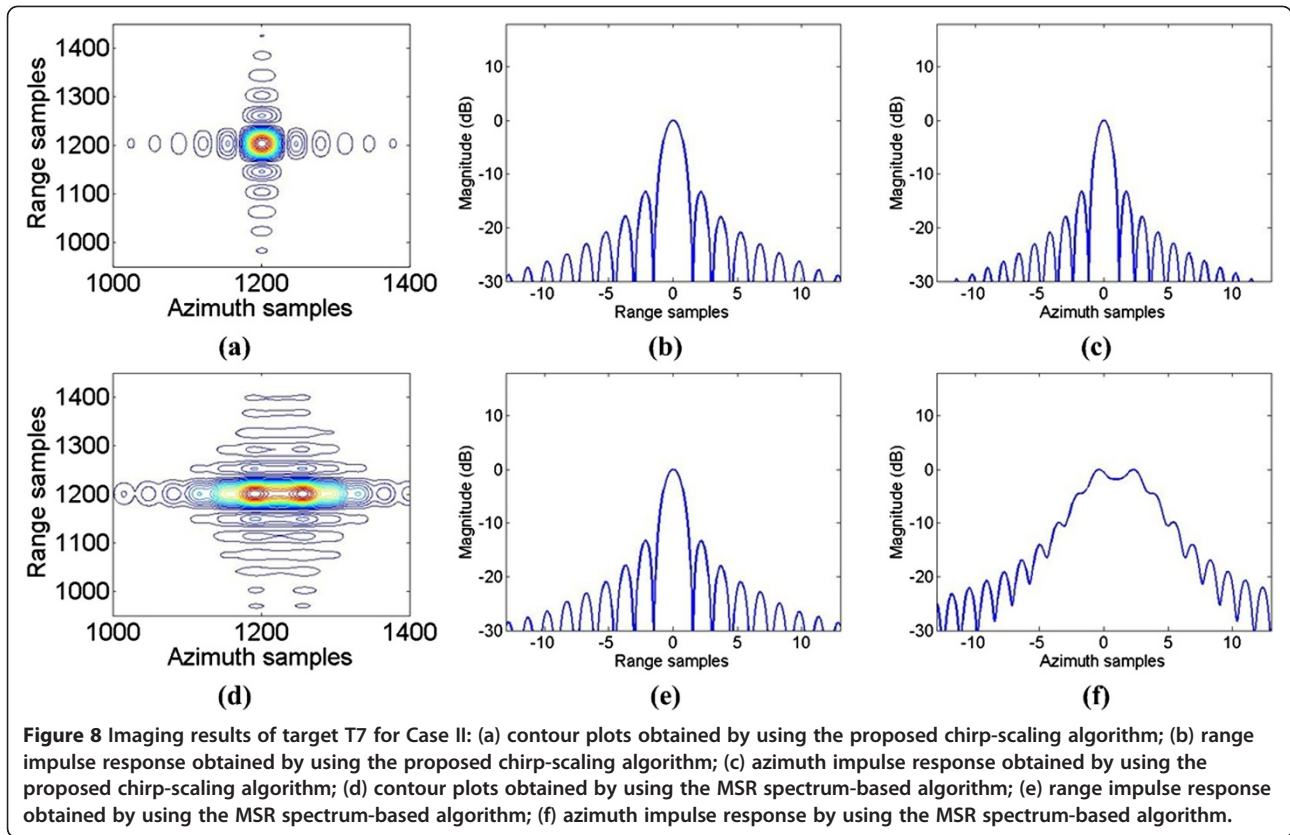 1400
1300
1200
1100
1000
Range samples
1000 1200 1400
Azimuth samples
(a)
10
0
-10
-20
-30
Magnitude (dB)
-10 -5 0 5 10
Range samples
(b)
10
0
-10
-20
-30
Magnitude (dB)
-10 -5 0 5 10
Azimuth samples
(c)
1400
1300
1200
1100
1000
Range samples
1000 1200 1400
Azimuth samples
(d)
10
0
-10
-20
-30
Magnitude (dB)
-10 -5 0 5 10
Range samples
(e)
10
0
-10
-20
-30
Magnitude (dB)
-10 -5 0 5 10
Azimuth samples
(f)
Figure 8 Imaging results of target T7 for Case II: (a) contour plots obtained by using the proposed chirp-scaling algorithm; (b) range
impulse response obtained by using the proposed chirp-scaling algorithm; (c) azimuth impulse response obtained by using the
proposed chirp-scaling algorithm; (d) contour plots obtained by using the MSR spectrum-based algorithm; (e) range impulse response
obtained by using the MSR spectrum-based algorithm; (f) azimuth impulse response by using the MSR spectrum-based algorithm.